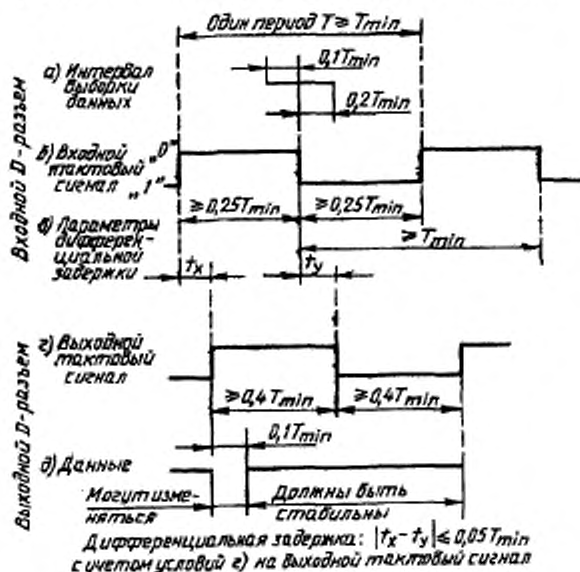 Один период T ≥ Tmin
0,1Tmin
а) Интервал
выборки
данных
0,2Tmin
Входной D-разъем
б) Входной „0"
тактовый
сигнал „1"
≥0,25Tmin
≥0,25Tmin
в) Параметры
дифферен-
циальной
задержки
≥Tmin
tx
ty
Выходной D-разъем
г) Выходной
тактовый
сигнал
≥0,4Tmin
≥0,4Tmin
0,1Tmin
д) Данные
Могут изме-
няться
Должны быть
стабильны
Дифференциальная задержка: |tx- ty| ≤ 0,05 Tmin
с учетом условий г) на выходной тактовый сигнал